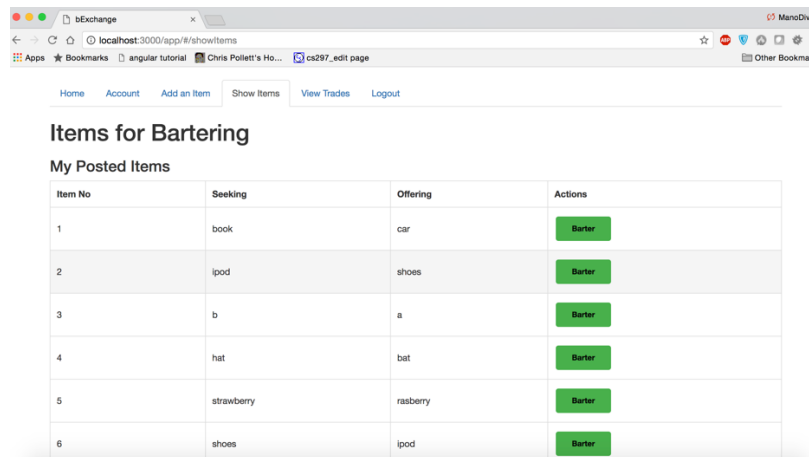 bExchange
ManoDiv
localhost:3000/app/#/showItems
ABP
Apps Bookmarks angular tutorial Chris Pollett's Ho... cs297_edit page Other Bookma
Home Account Add an Item Show Items View Trades Logout
Items for Bartering
My Posted Items
Item No Seeking Offering Actions
1 book car Barter
2 ipod shoes Barter
3 b a Barter
4 hat bat Barter
5 strawberry rasberry Barter
6 shoes ipod Barter